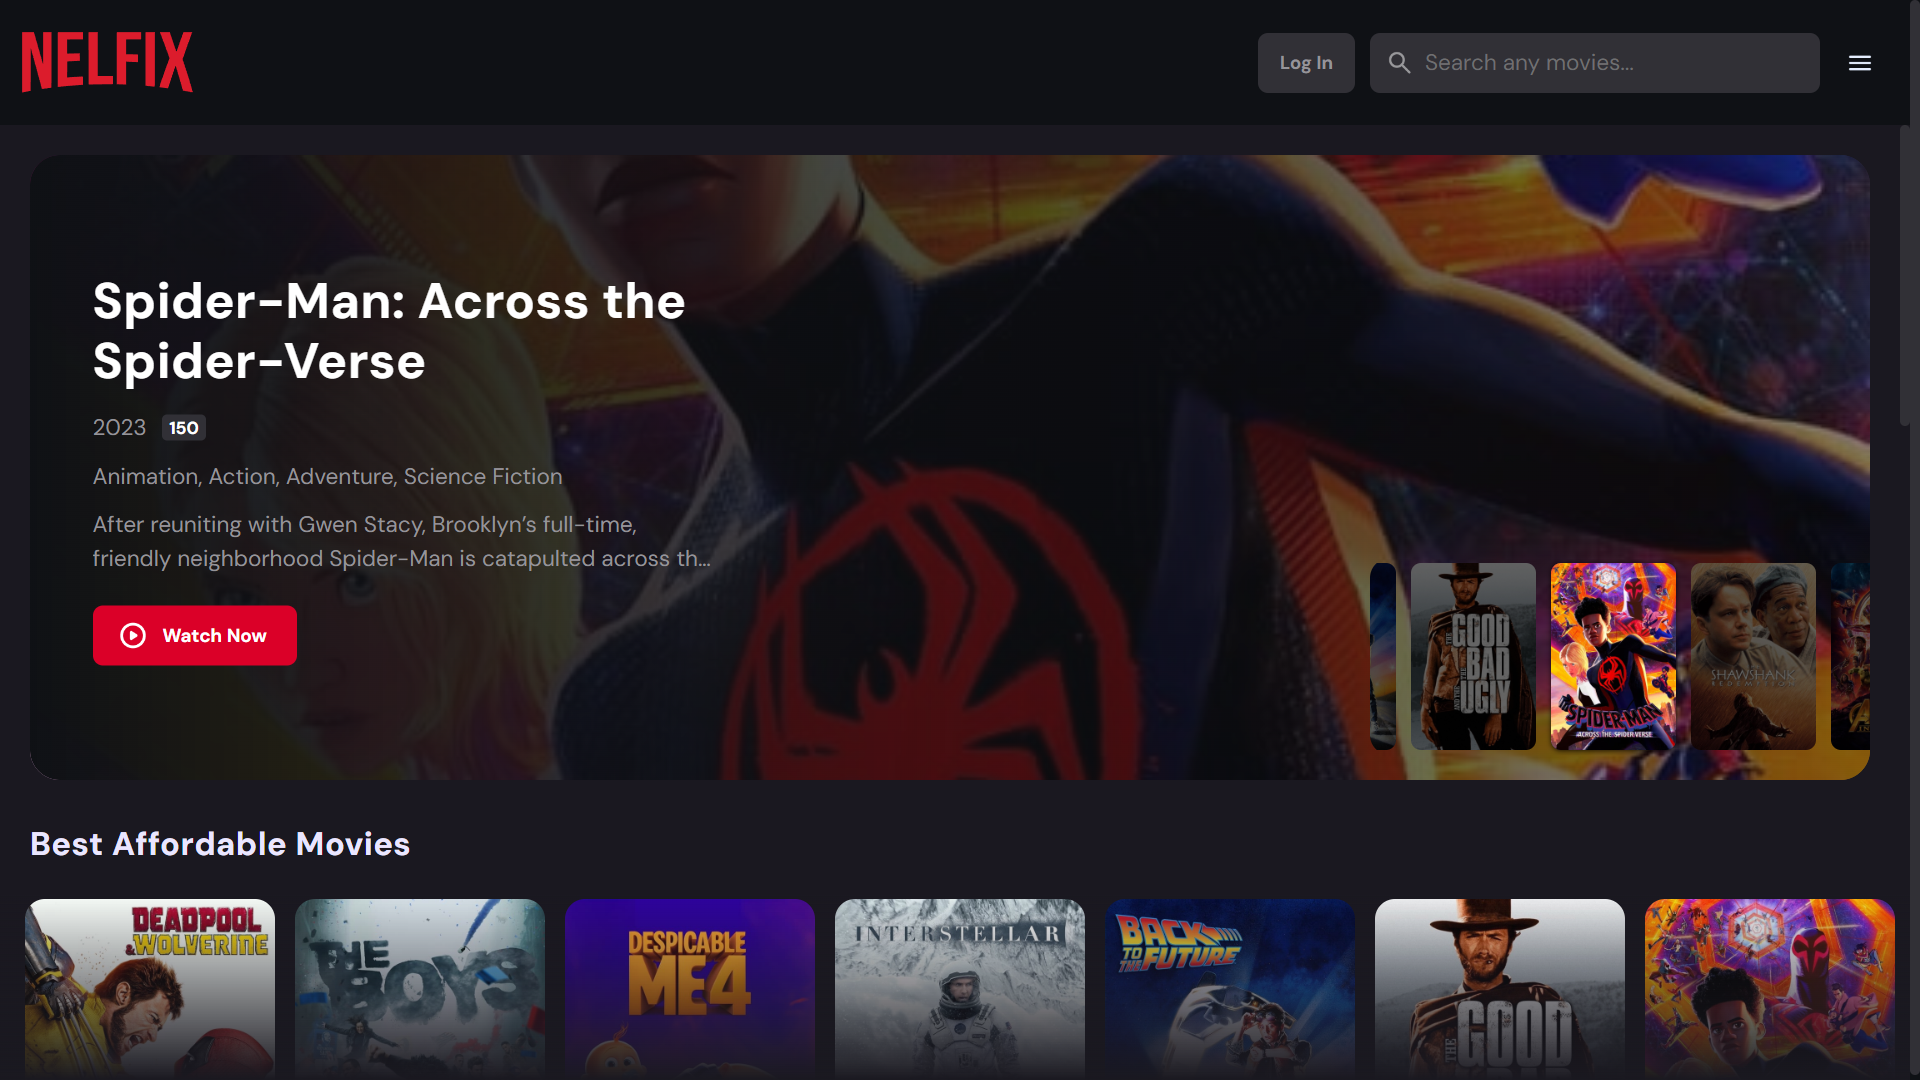 NELFIX
Log In
Search any movies...
Spider-Man: Across the
Spider-Verse
2023 150
Animation, Action, Adventure, Science Fiction
After reuniting with Gwen Stacy, Brooklyn’s full-time,
friendly neighborhood Spider-Man is catapulted across th...
Watch Now
THE
GOOD
THE
BAD
AND THE
UGLY
SPIDER-MAN
ACROSS THE SPIDER-VERSE
SHAWSHANK
REDEMPTION
Best Affordable Movies
DEADPOOL
& WOLVERINE
THE
BOYS
DESPICABLE
ME4
INTERSTELLAR
BACK
TO THE FUTURE
THE
GOOD